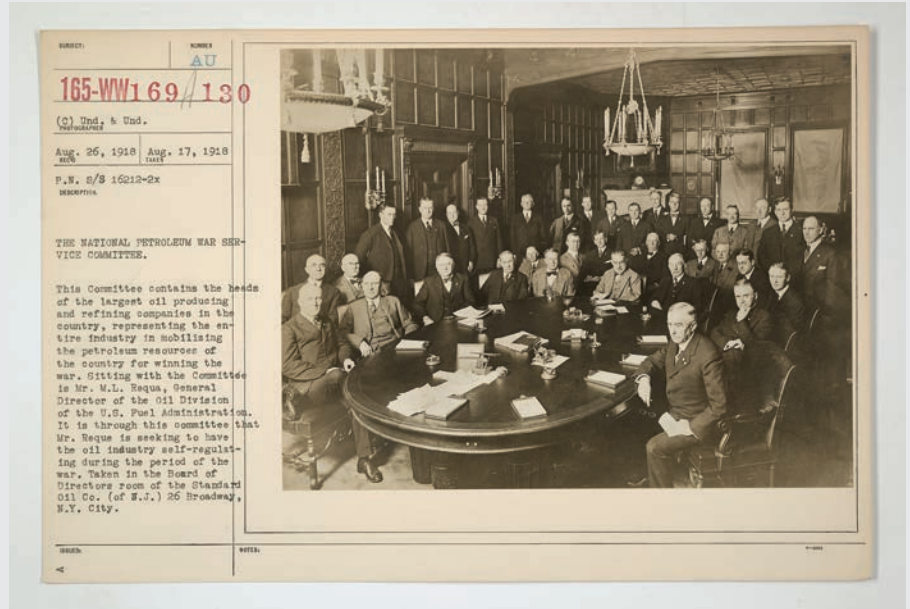 SUBJECT:
NUMBER
AU
165-WW169A130
(C) Und. & Und.
PHOTOGRAPHER
Aug. 26, 1918
Aug. 17, 1918
REC'D
TAKEN
P.N. S/S 16212-2x
DESCRIPTION
THE NATIONAL PETROLEUM WAR SER-
VICE COMMITTEE.
This Committee contains the heads
of the largest oil producing
and refining companies in the
country, representing the en-
tire industry in mobilizing
the petroleum resources of
the country for winning the
war. Sitting with the Committee
is Mr. M.L. Requa, General
Director of the Oil Division
of the U.S. Fuel Administration.
It is through this committee that
Mr. Reque is seeking to have
the oil industry self-regulat-
ing during the period of the
war. Taken in the Board of
Directors room of the Standard
Oil Co. (of N.J.) 26 Broadway,
N.Y. City.
ISSUED:
NOTES:
A